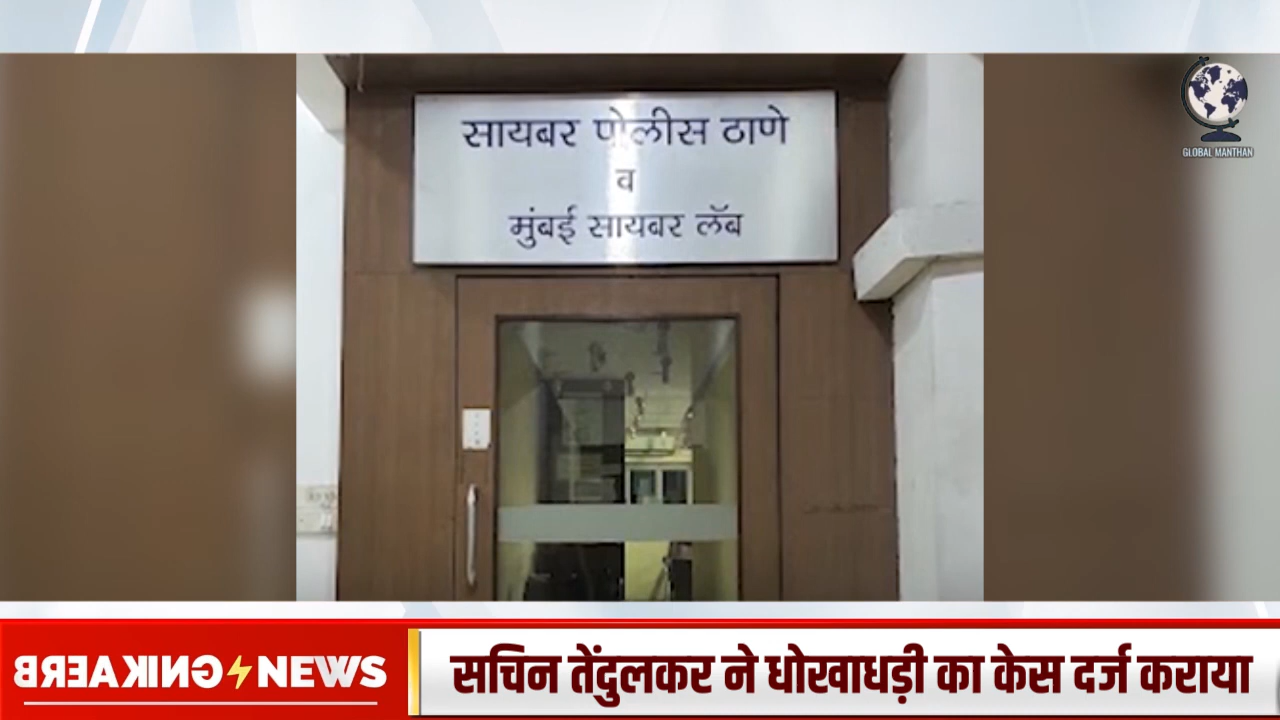 सायबर पोलीस ठाणे
व
मुंबई सायबर लॅब
GLOBAL MANTHAN
BREAKING NEWS
सचिन तेंदुलकर ने धोखाधड़ी का केस दर्ज कराया